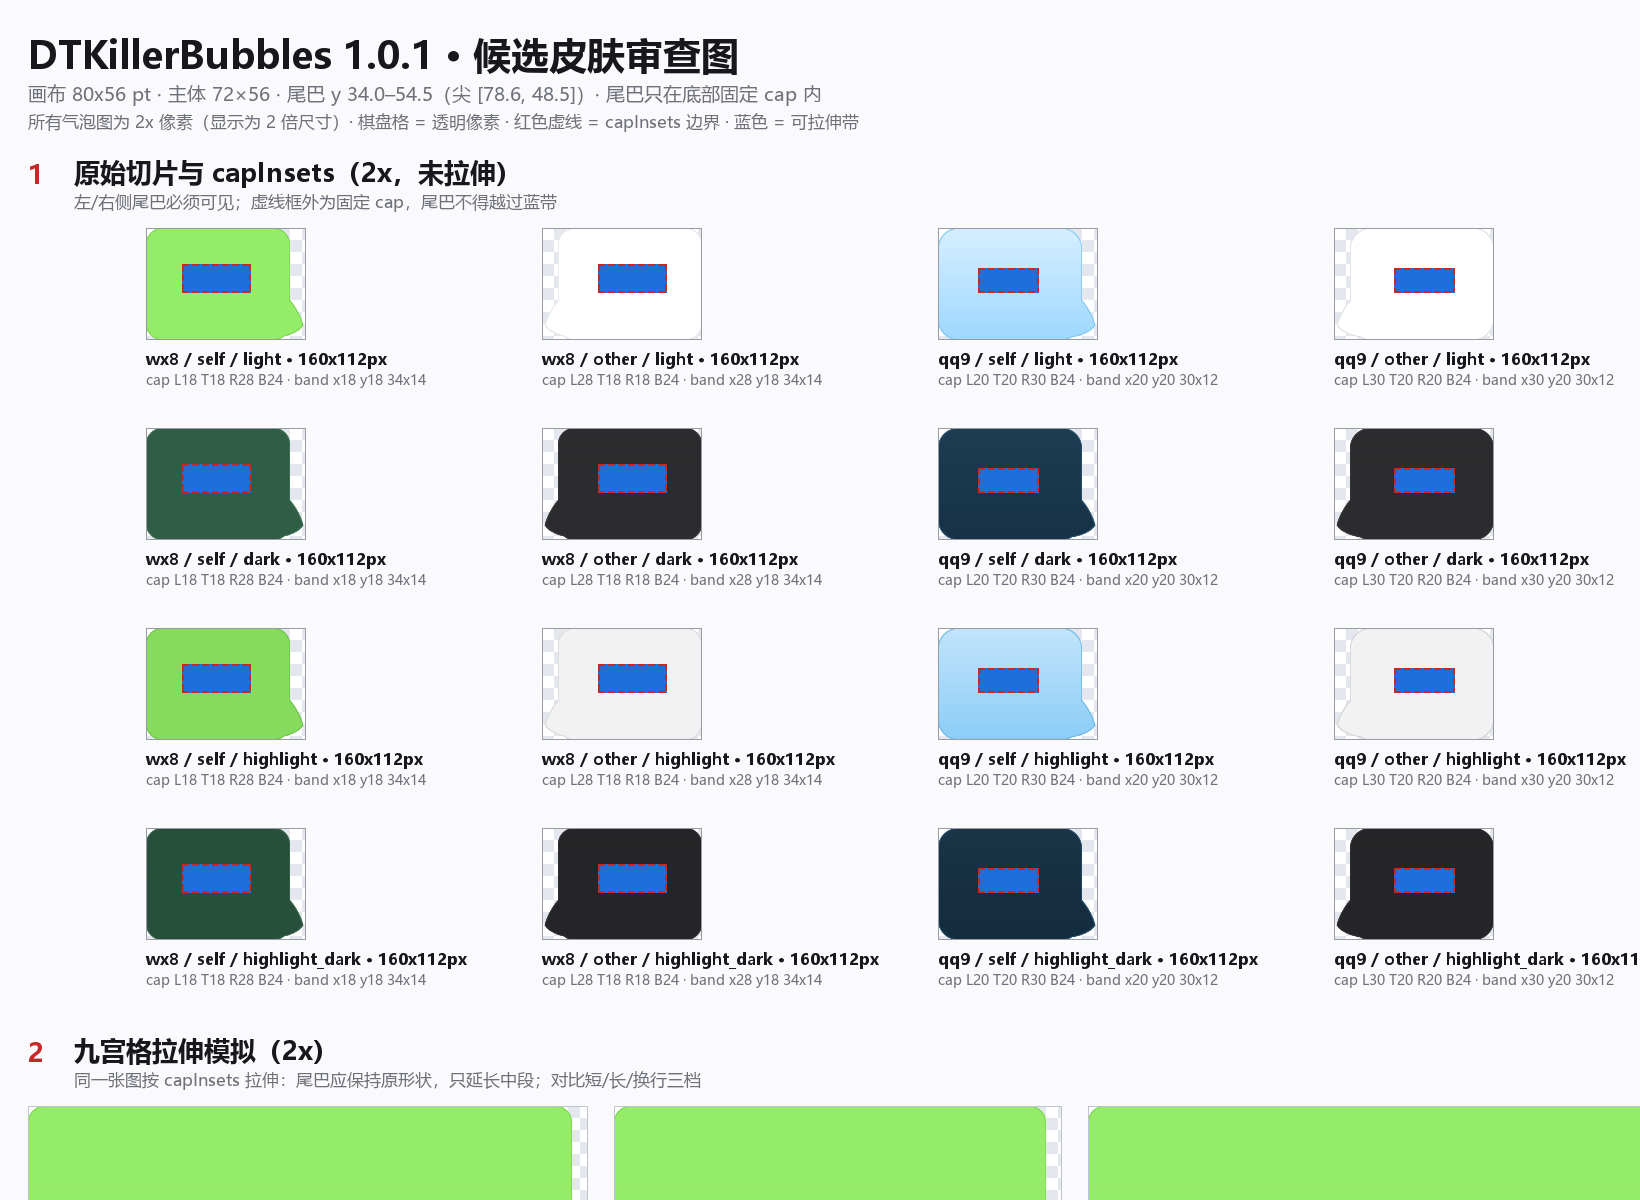 DTKillerBubbles 1.0.1 • 候选皮肤审查图
画布 80x56 pt · 主体 72×56 · 尾巴 y 34.0–54.5（尖 [78.6, 48.5]）· 尾巴只在底部固定 cap 内
所有气泡图为 2x 像素（显示为 2 倍尺寸）· 棋盘格 = 透明像素 · 红色虚线 = capInsets 边界 · 蓝色 = 可拉伸带
1 原始切片与 capInsets（2x，未拉伸）
左/右侧尾巴必须可见；虚线框外为固定 cap，尾巴不得越过蓝带
wx8 / self / light • 160x112px
cap L18 T18 R28 B24 · band x18 y18 34x14
wx8 / other / light • 160x112px
cap L28 T18 R18 B24 · band x28 y18 34x14
qq9 / self / light • 160x112px
cap L20 T20 R30 B24 · band x20 y20 30x12
qq9 / other / light • 160x112px
cap L30 T20 R20 B24 · band x30 y20 30x12
wx8 / self / dark • 160x112px
cap L18 T18 R28 B24 · band x18 y18 34x14
wx8 / other / dark • 160x112px
cap L28 T18 R18 B24 · band x28 y18 34x14
qq9 / self / dark • 160x112px
cap L20 T20 R30 B24 · band x20 y20 30x12
qq9 / other / dark • 160x112px
cap L30 T20 R20 B24 · band x30 y20 30x12
wx8 / self / highlight • 160x112px
cap L18 T18 R28 B24 · band x18 y18 34x14
wx8 / other / highlight • 160x112px
cap L28 T18 R18 B24 · band x28 y18 34x14
qq9 / self / highlight • 160x112px
cap L20 T20 R30 B24 · band x20 y20 30x12
qq9 / other / highlight • 160x112px
cap L30 T20 R20 B24 · band x30 y20 30x12
wx8 / self / highlight_dark • 160x112px
cap L18 T18 R28 B24 · band x18 y18 34x14
wx8 / other / highlight_dark • 160x112px
cap L28 T18 R18 B24 · band x28 y18 34x14
qq9 / self / highlight_dark • 160x112px
cap L20 T20 R30 B24 · band x20 y20 30x12
qq9 / other / highlight_dark • 160x11
cap L30 T20 R20 B24 · band x30 y20 30x12
2 九宫格拉伸模拟（2x）
同一张图按 capInsets 拉伸：尾巴应保持原形状，只延长中段；对比短/长/换行三档